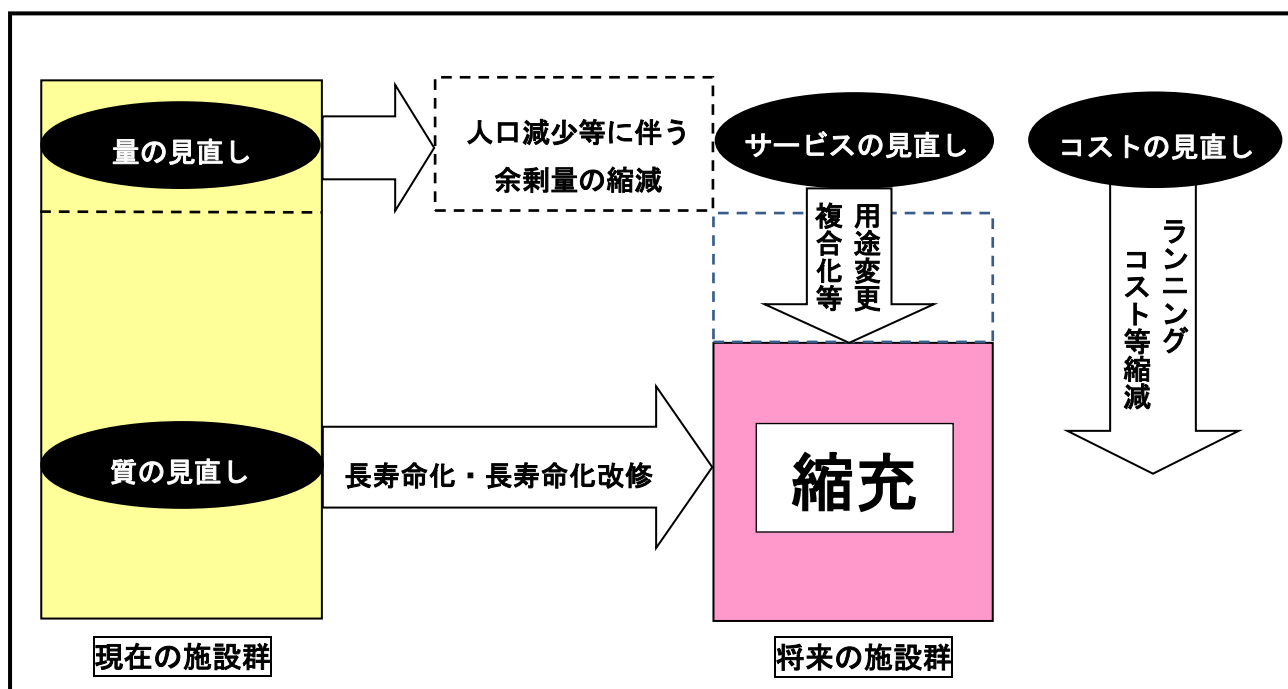 量の見直し
人口減少等に伴う
余剰量の縮減
サービスの見直し
用途変更
複合化等
コストの見直し
ランニング
コスト等縮減
質の見直し
長寿命化・長寿命化改修
縮充
現在の施設群
将来の施設群